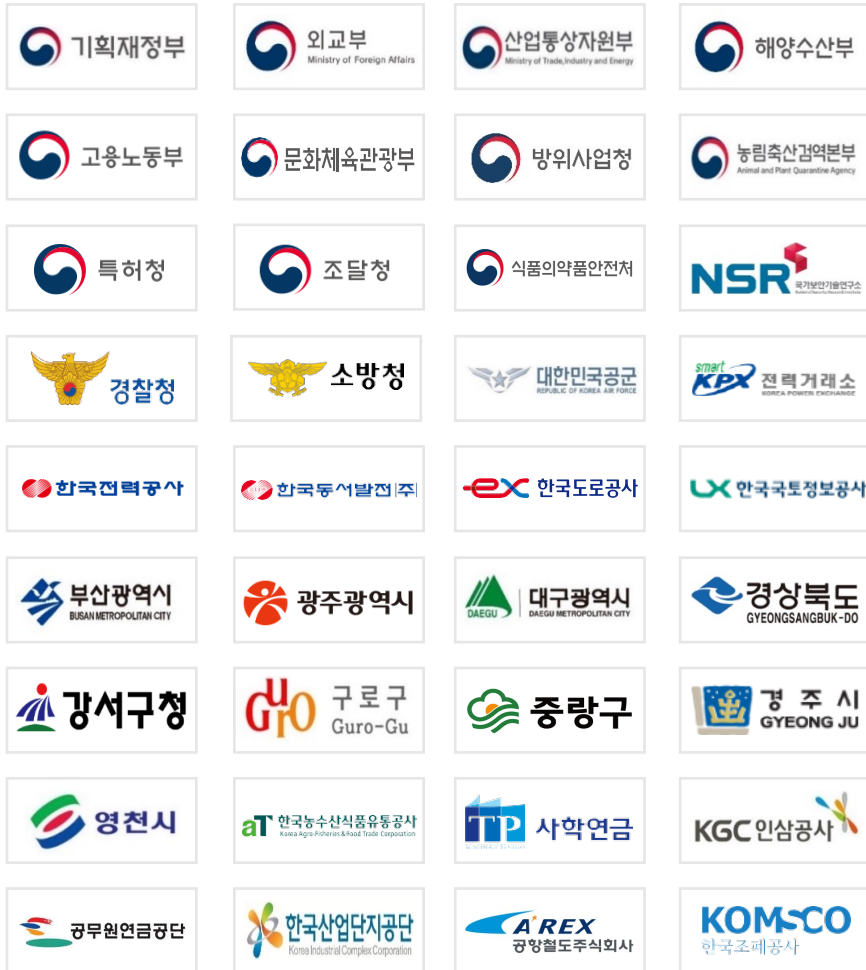 기획재정부
외교부
Ministry of Foreign Affairs
산업통상자원부
Ministry of Trade,Industry and Energy
해양수산부
고용노동부
문화체육관광부
방위사업청
농림축산검역본부
Animal and Plant Quarantine Agency
특허청
조달청
식품의약품안전처
NSR
국가보안기술연구소
경찰청
소방청
대한민국공군
REPUBLIC OF KOREA AIR FORCE
smart
KPX 전력거래소
KOREA POWER EXCHANGE
한국전력공사
한국동서발전(주)
ex 한국도로공사
LX 한국국토정보공사
부산광역시
BUSAN METROPOLITAN CITY
광주광역시
DAEGU
대구광역시
DAEGU METROPOLITAN CITY
경상북도
GYEONGSANGBUK-DO
강서구청
GuRO
구로구
Guro-Gu
중랑구
경주시
GYEONG JU
영천시
aT 한국농수산식품유통공사
Korea Agro-Fisheries & Food Trade Corporation
TP 사학연금
KGC 인삼공사
공무원연금공단
한국산업단지공단
Korea Industrial Complex Corporation
A'REX
공항철도주식회사
KOMSCO
한국조폐공사